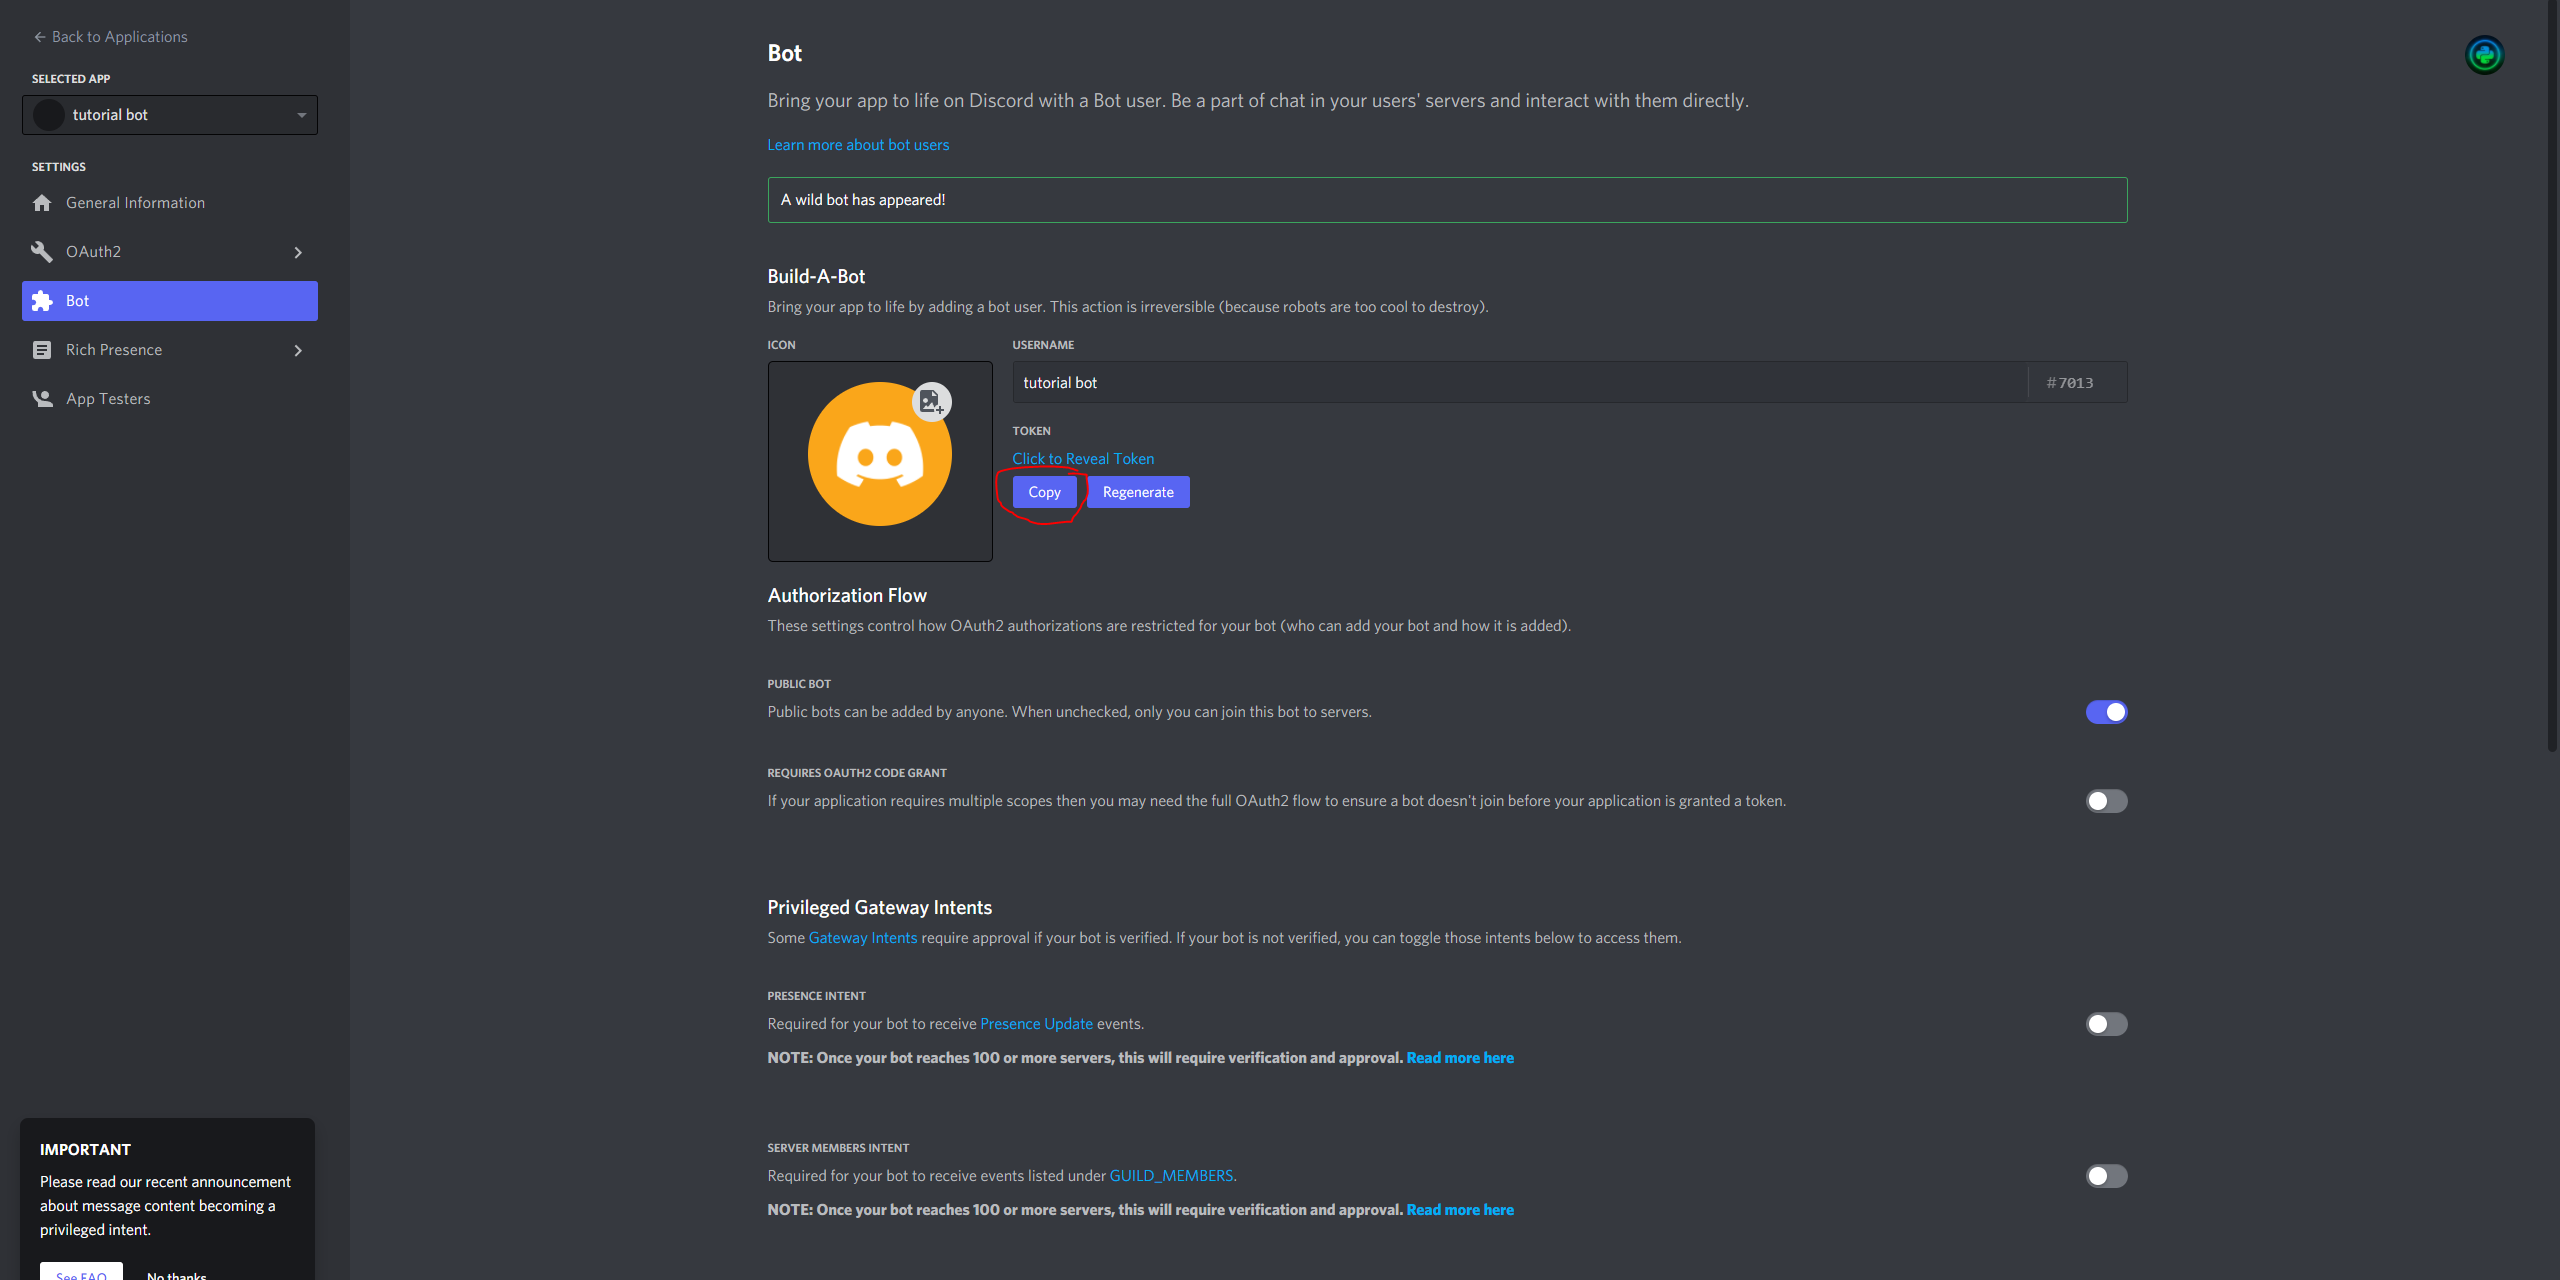 Back to Applications
SELECTED APP
tutorial bot
SETTINGS
General Information
OAuth2
Bot
Rich Presence
App Testers
IMPORTANT
Please read our recent announcement
about message content becoming a
privileged intent.
See FAQ
No thanks
Bot
Bring your app to life on Discord with a Bot user. Be a part of chat in your users' servers and interact with them directly.
Learn more about bot users
A wild bot has appeared!
Build-A-Bot
Bring your app to life by adding a bot user. This action is irreversible (because robots are too cool to destroy).
ICON
USERNAME
tutorial bot
#7013
TOKEN
Click to Reveal Token
Copy
Regenerate
Authorization Flow
These settings control how OAuth2 authorizations are restricted for your bot (who can add your bot and how it is added).
PUBLIC BOT
Public bots can be added by anyone. When unchecked, only you can join this bot to servers.
REQUIRES OAUTH2 CODE GRANT
If your application requires multiple scopes then you may need the full OAuth2 flow to ensure a bot doesn't join before your application is granted a token.
Privileged Gateway Intents
Some Gateway Intents require approval if your bot is verified. If your bot is not verified, you can toggle those intents below to access them.
PRESENCE INTENT
Required for your bot to receive Presence Update events.
NOTE: Once your bot reaches 100 or more servers, this will require verification and approval. Read more here
SERVER MEMBERS INTENT
Required for your bot to receive events listed under GUILD_MEMBERS.
NOTE: Once your bot reaches 100 or more servers, this will require verification and approval. Read more here